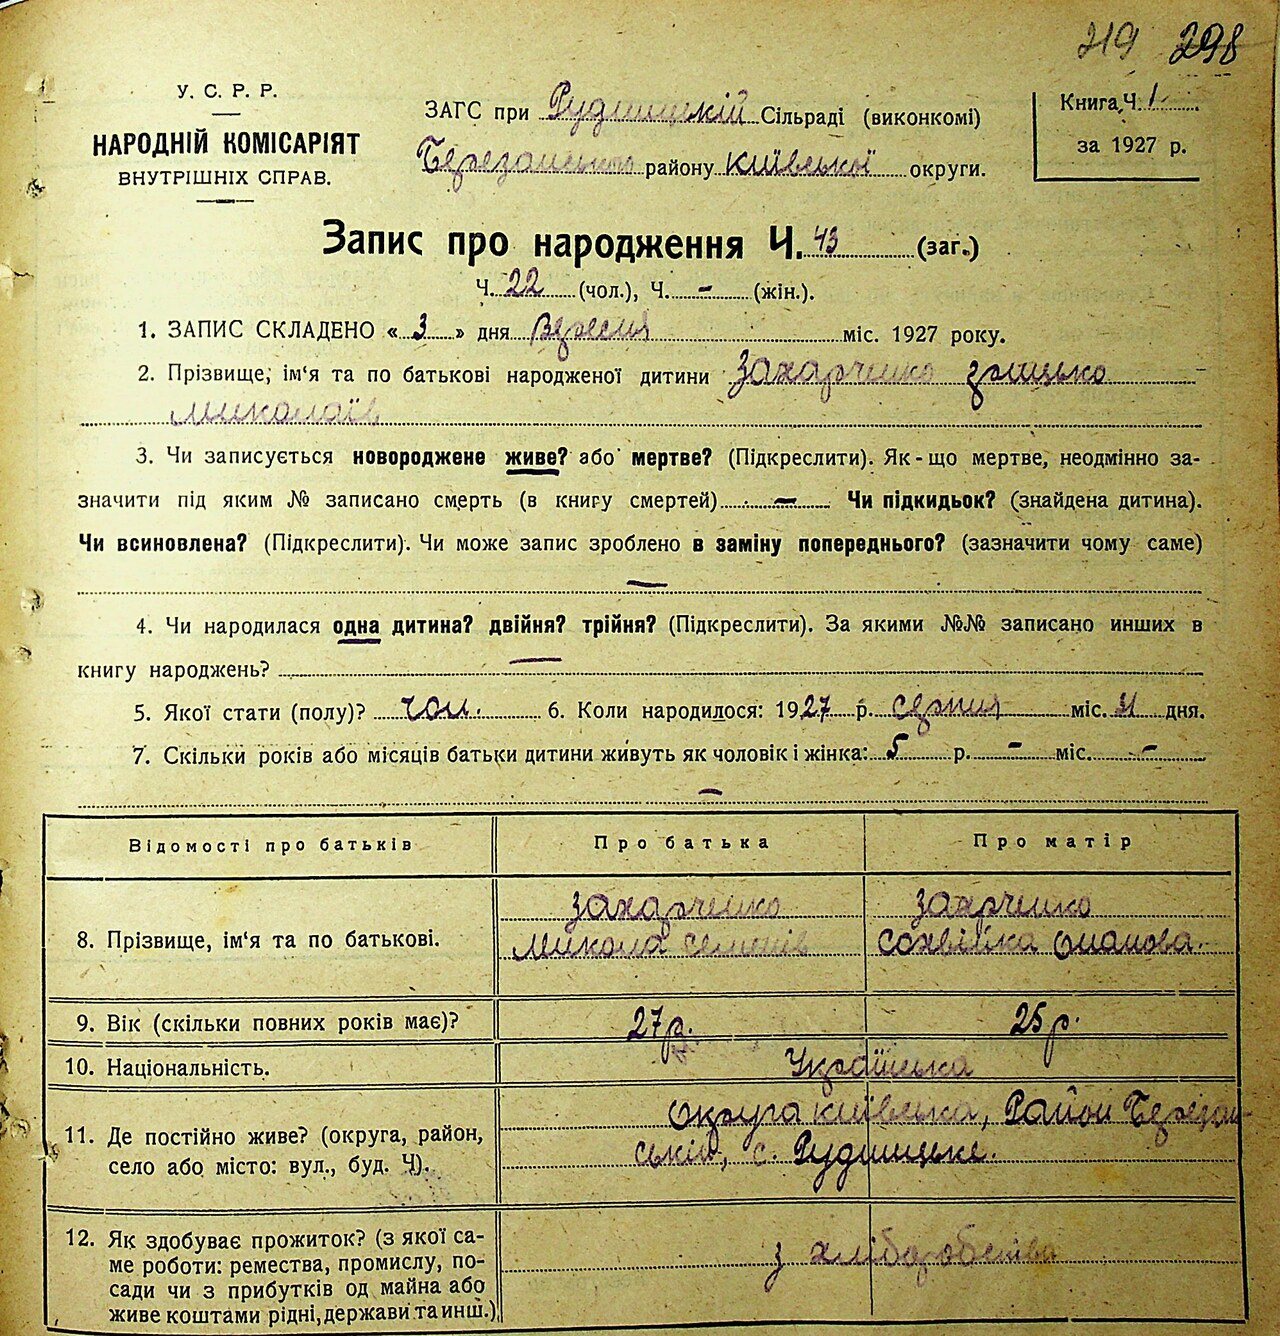 219 298
У. С. Р. Р.
НАРОДНІЙ КОМІСАРІЯТ
ВНУТРІШНІХ СПРАВ.
ЗАГС при Рудницкій Сільраді (виконкомі)
Березанського району Київської округи.
Книга Ч. 1
за 1927 р.
Запис про народження Ч. 43 (заг.)
Ч. 22 (чол.), Ч. - (жін.).
1. ЗАПИС СКЛАДЕНО « 3 » дня вересня міс. 1927 року.
2. Прізвище, ім'я та по батькові народженої дитини Захарченко Грицько
Миколаїв
3. Чи записується новороджене живе? або мертве? (Підкреслити). Як-що мертве, неодмінно за-
значити під яким № записано смерть (в книгу смертей) - Чи підкидьок? (знайдена дитина).
Чи всиновлена? (Підкреслити). Чи може запис зроблено в заміну попереднього? (зазначити чому саме)
—
4. Чи народилася одна дитина? двійня? трійня? (Підкреслити). За якими №№ записано инших в
книгу народжень? —
5. Якої стати (полу)? чол. 6. Коли народилося: 1927 р. серпня міс. 31 дня.
7. Скільки років або місяців батьки дитини живуть як чоловік і жінка: 5 р. - міс. -
—
Відомості про батьків Про батька Про матір
8. Прізвище, ім'я та по батькові. Захарченко Захрченко
Микола Семенів Сохвійка Опанова.
9. Вік (скільки повних років має)? 27 р. 25 р.
10. Національність. Українська
11. Де постійно живе? (округа, район, округа київська, Район Березан-
село або місто: вул., буд. Ч). ській, с. Рудницьке.
12. Як здобуває прожиток? (з якої са-
ме роботи: ремества, промислу, по- з хліборобства
сади чи з прибутків од майна або
живе коштами рідні, держави та инш.)